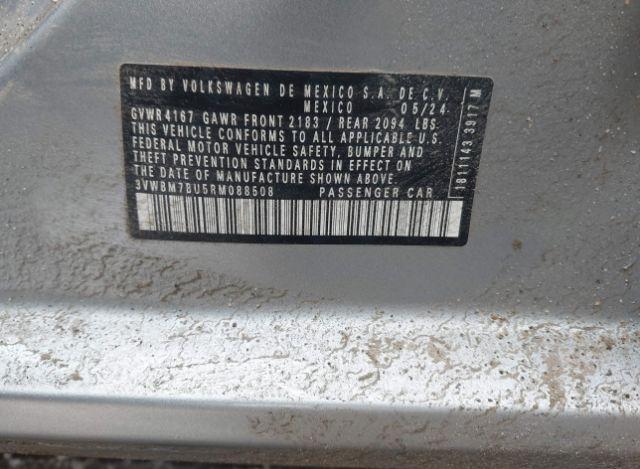 MFD BY VOLKSWAGEN DE MEXICO S.A. DE C.V.
MEXICO 05/24
GVWR4167 GAWR FRONT 2183 / REAR 2094 LBS
THIS VEHICLE CONFORMS TO ALL APPLICABLE U.S.
FEDERAL MOTOR VEHICLE SAFETY, BUMPER AND
THEFT PREVENTION STANDARDS IN EFFECT ON
THE DATE OF MANUFACTURE SHOWN ABOVE
3VWBM7BU5RM088508 PASSENGER CAR
1811143 3917 M